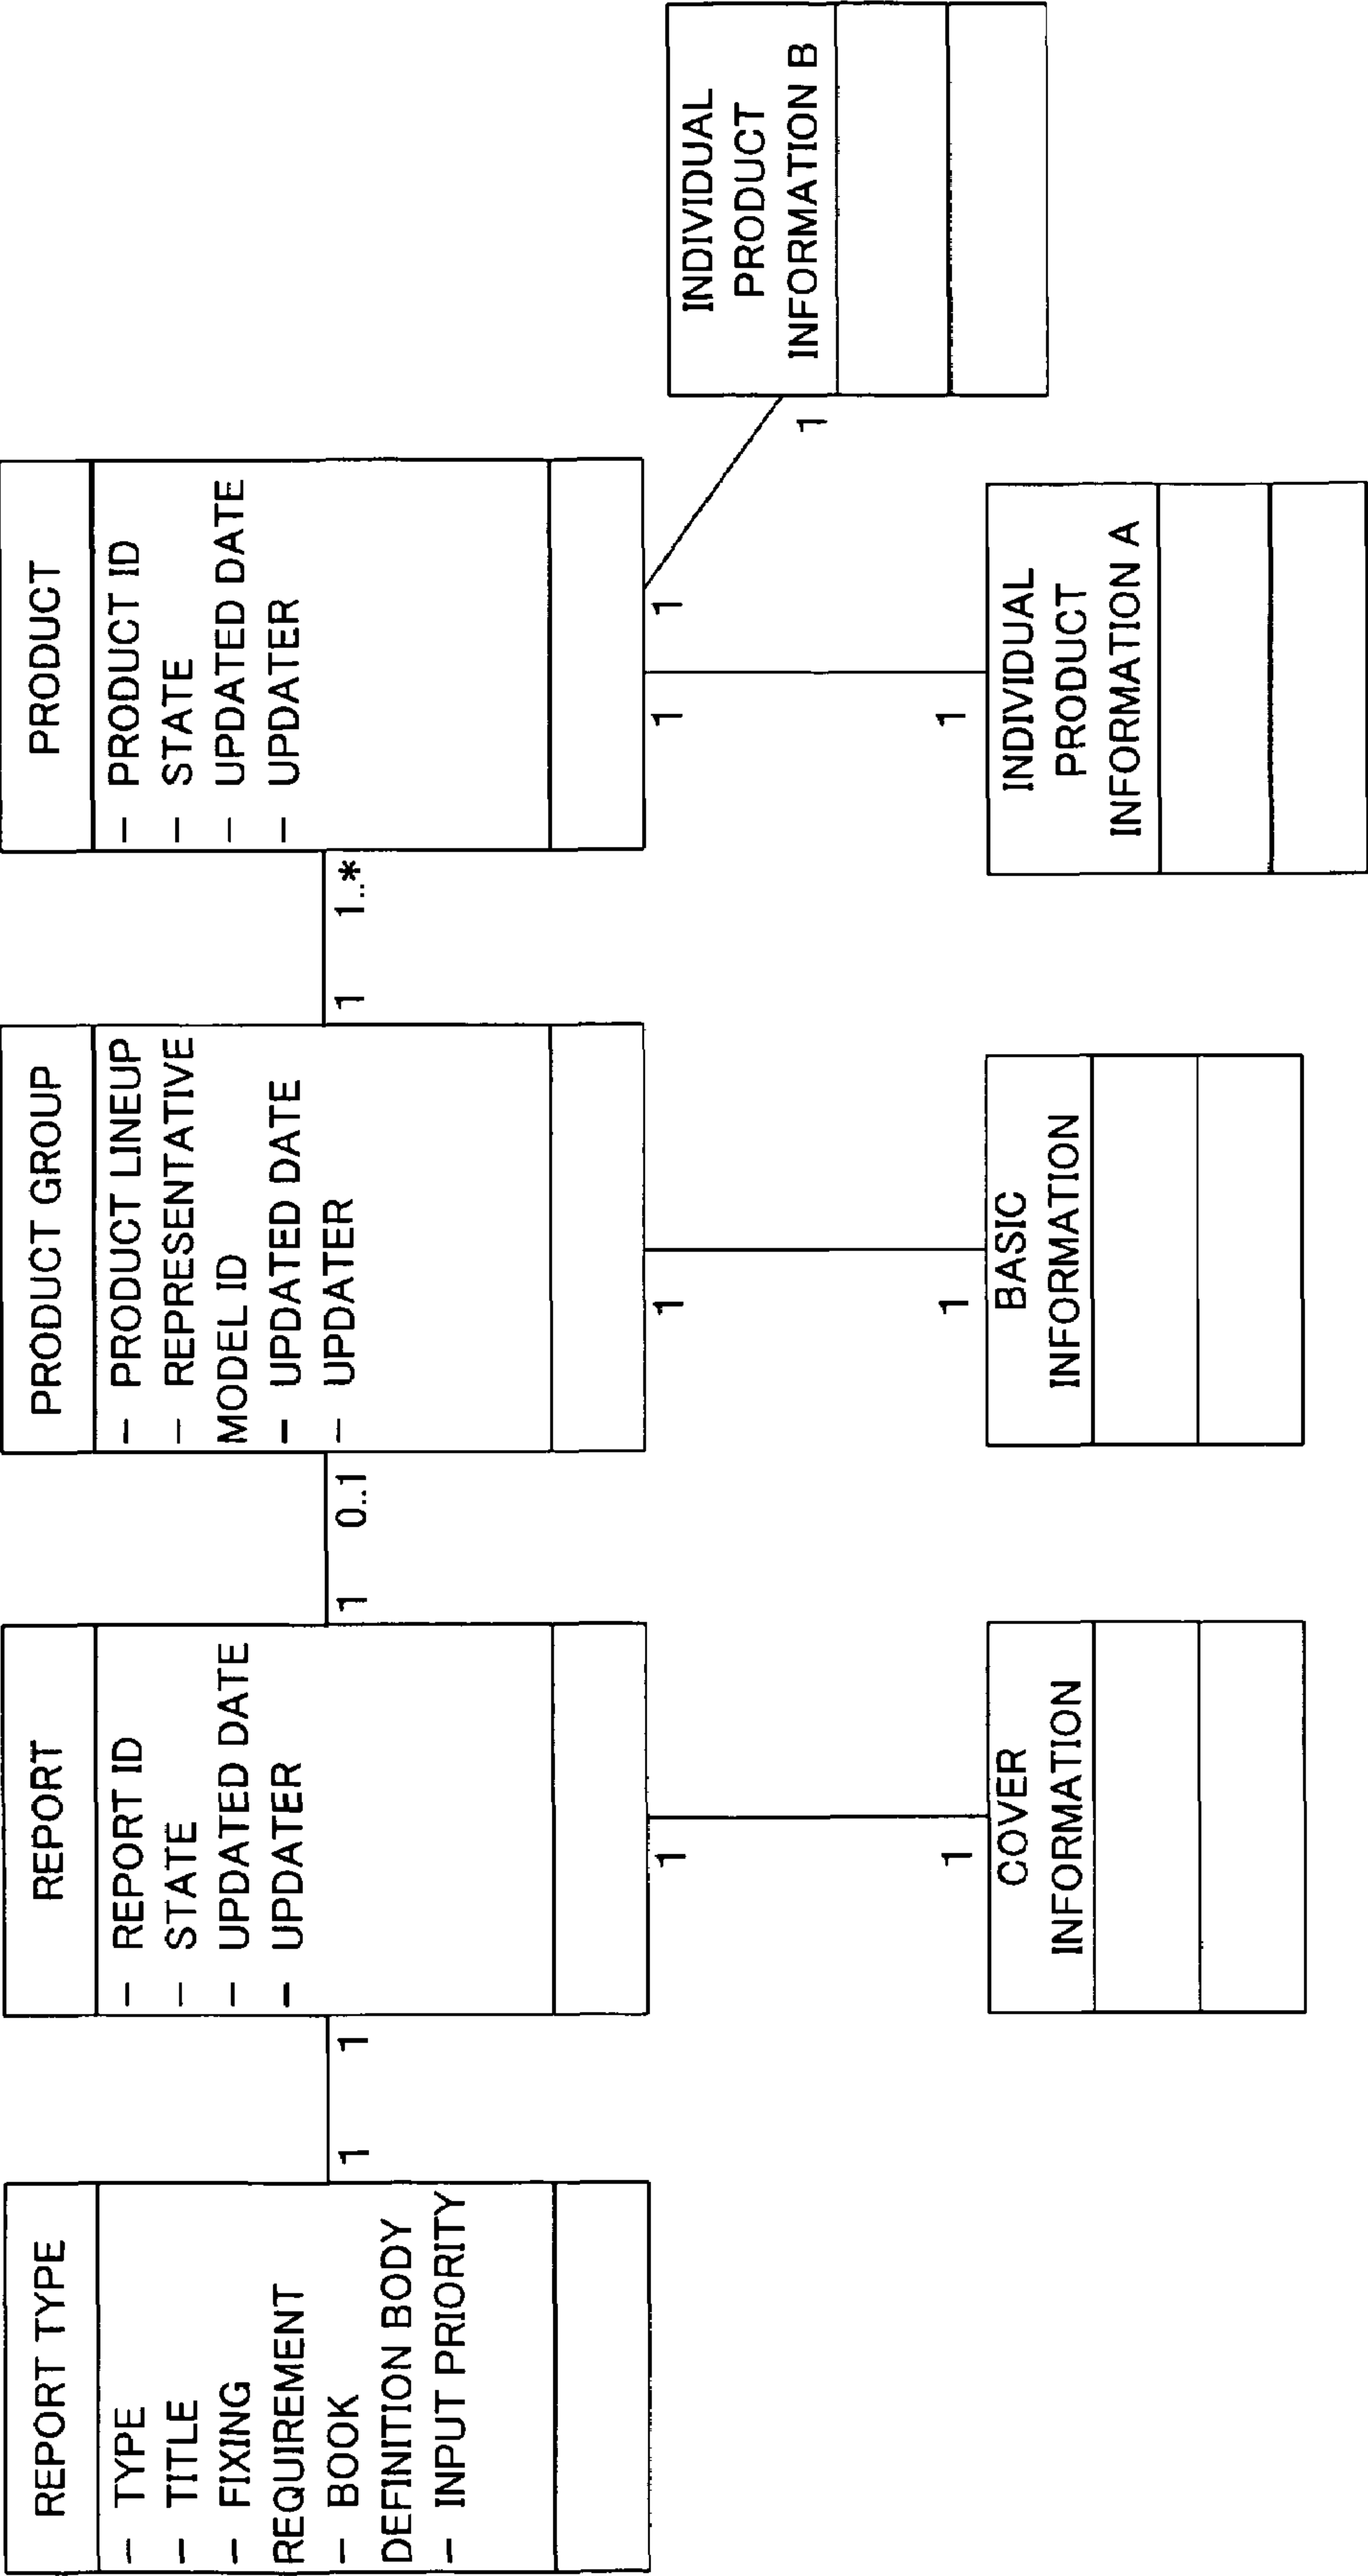 REPORT TYPE
– TYPE
– TITLE
– FIXING
REQUIREMENT
– BOOK
DEFINITION BODY
– INPUT PRIORITY
1
1
REPORT
– REPORT ID
– STATE
– UPDATED DATE
– UPDATER
1
0..1
PRODUCT GROUP
– PRODUCT LINEUP
– REPRESENTATIVE
MODEL ID
– UPDATED DATE
– UPDATER
1
1..*
PRODUCT
– PRODUCT ID
– STATE
– UPDATED DATE
– UPDATER
1
1
COVER
INFORMATION
1
1
BASIC
INFORMATION
1
1
INDIVIDUAL
PRODUCT
INFORMATION A
1
1
INDIVIDUAL
PRODUCT
INFORMATION B